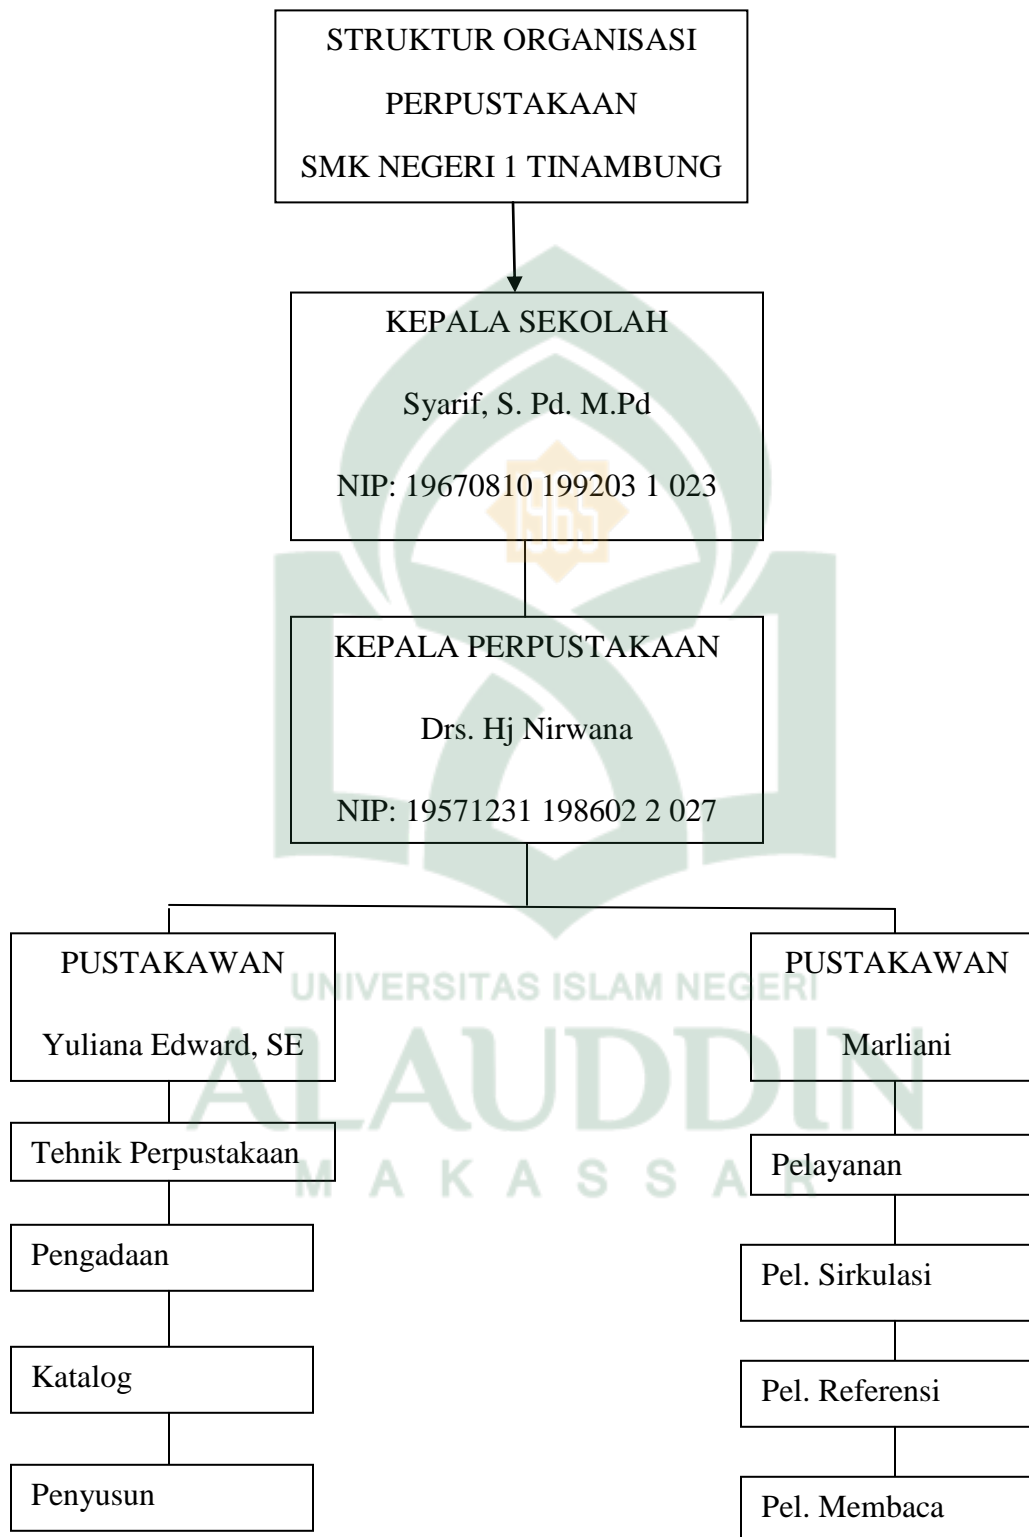 STRUKTUR ORGANISASI
PERPUSTAKAAN
SMK NEGERI 1 TINAMBUNG
KEPALA SEKOLAH
Syarif, S. Pd. M.Pd
NIP: 19670810 199203 1 023
1965
KEPALA PERPUSTAKAAN
Drs. Hj Nirwana
NIP: 19571231 198602 2 027
PUSTAKAWAN
Yuliana Edward, SE
PUSTAKAWAN
Marliani
UNIVERSITAS ISLAM NEGERI
ALAUDDIN
MAKASSAR
Tehnik Perpustakaan
Pengadaan
Katalog
Penyusun
Pelayanan
Pel. Sirkulasi
Pel. Referensi
Pel. Membaca